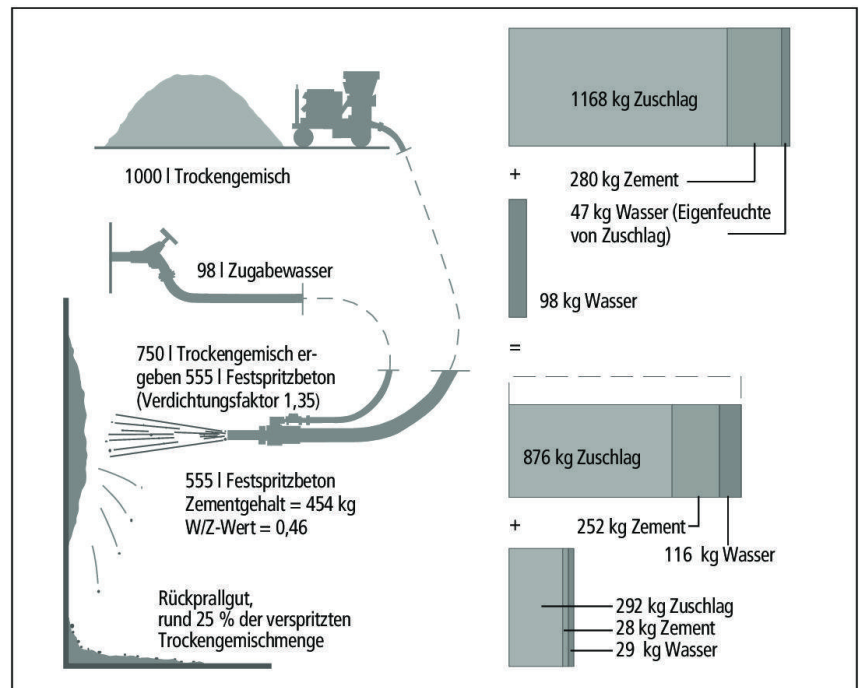 1000 l Trockengemisch
98 l Zugabewasser
750 l Trockengemisch er-
geben 555 l Festspritzbeton
(Verdichtungsfaktor 1,35)
555 l Festspritzbeton
Zementgehalt = 454 kg
W/Z-Wert = 0,46
Rückprallgut,
rund 25 % der verspritzten
Trockengemischmenge
1168 kg Zuschlag
+
280 kg Zement
47 kg Wasser (Eigenfeuchte
von Zuschlag)
98 kg Wasser
=
876 kg Zuschlag
+
252 kg Zement
116 kg Wasser
292 kg Zuschlag
28 kg Zement
29 kg Wasser